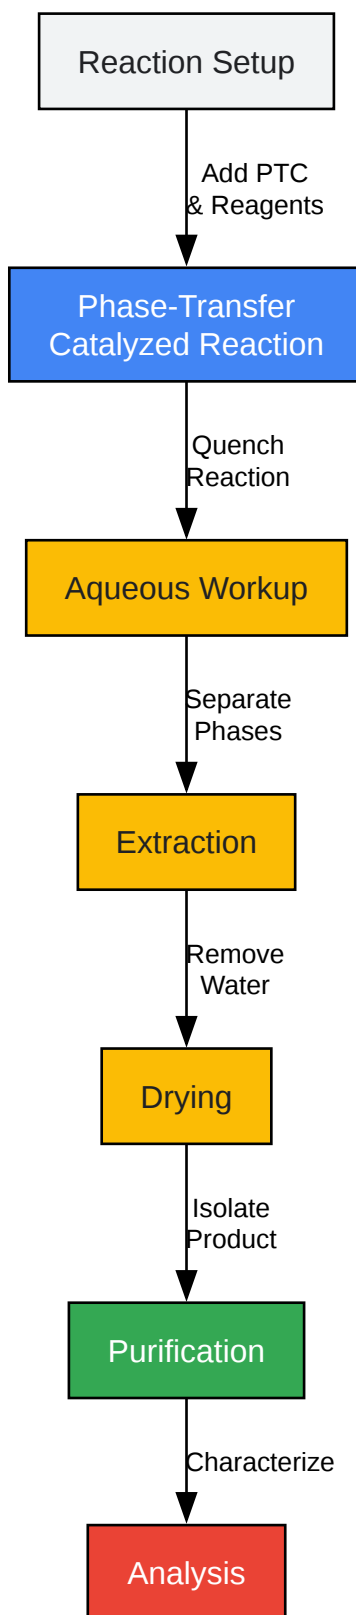 Reaction Setup
Add PTC
& Reagents
Phase-Transfer
Catalyzed Reaction
Quench
Reaction
Aqueous Workup
Separate
Phases
Extraction
Remove
Water
Drying
Isolate
Product
Purification
Characterize
Analysis